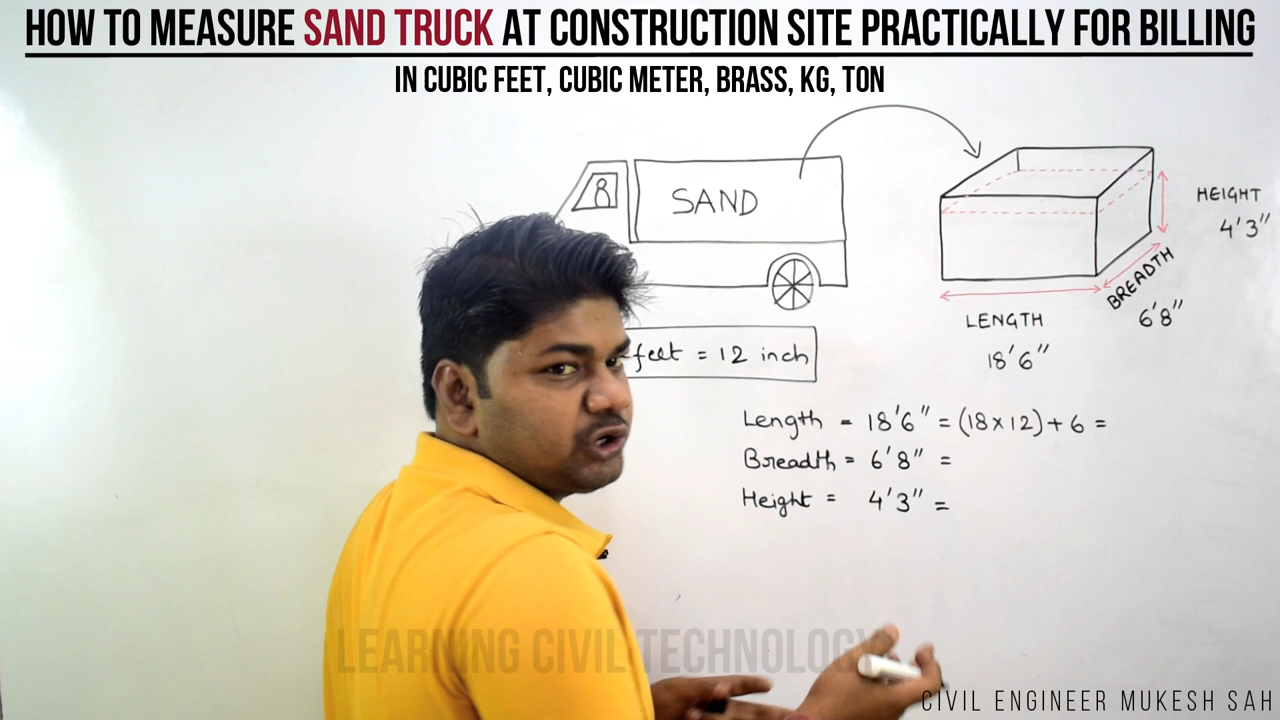 HOW TO MEASURE SAND TRUCK AT CONSTRUCTION SITE PRACTICALLY FOR BILLING
IN CUBIC FEET, CUBIC METER, BRASS, KG, TON
SAND
HEIGHT
4'3"
BREADTH
6'8"
LENGTH
18'6"
feet = 12 inch
Length = 18'6" = (18×12) + 6 =
Breadth = 6'8" =
Height = 4'3" =
LEARNING CIVIL TECHNOLOGY
CIVIL ENGINEER MUKESH SAH